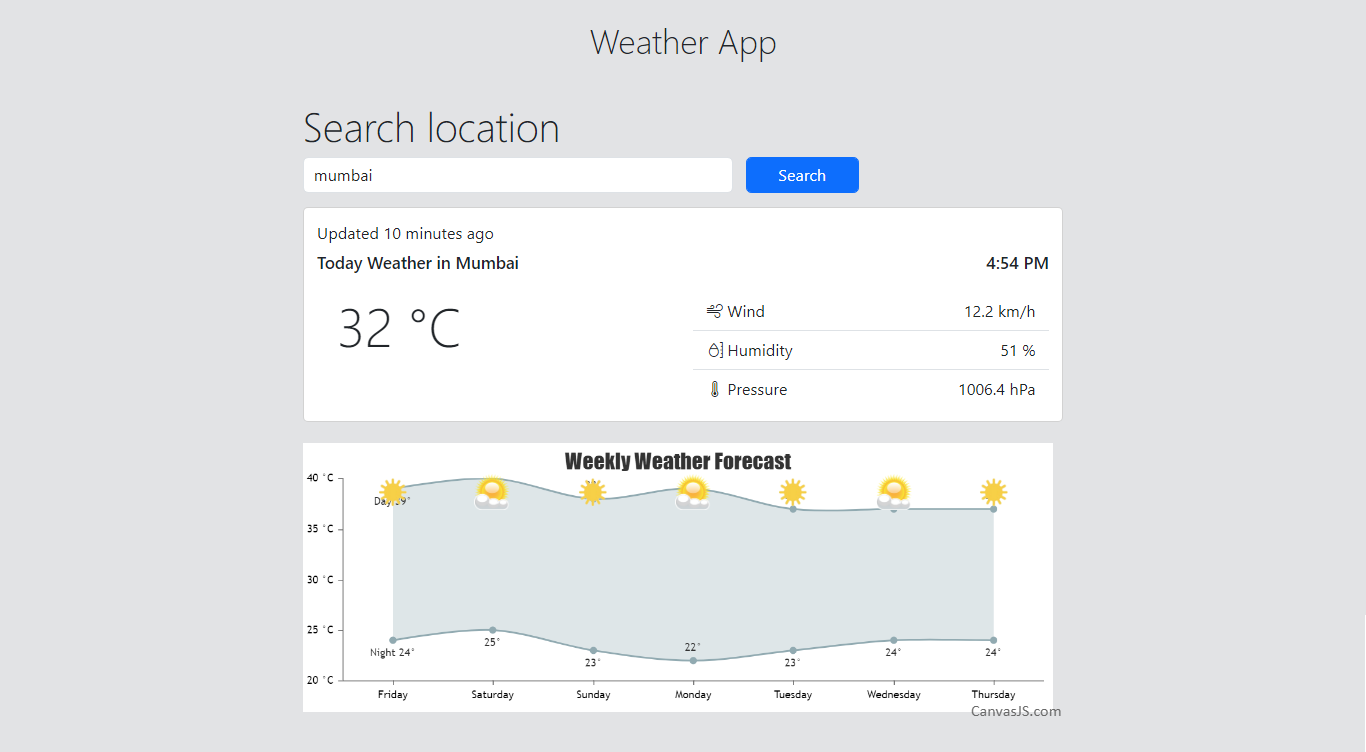 Weather App
Search location
mumbai
Search
Updated 10 minutes ago
Today Weather in Mumbai 4:54 PM
32 °C
Wind 12.2 km/h
Humidity 51 %
Pressure 1006.4 hPa
Weekly Weather Forecast
40 °C
35 °C
30 °C
25 °C
20 °C
Day 39°
Night 24° 25° 23° 22° 23° 24° 24°
Friday Saturday Sunday Monday Tuesday Wednesday Thursday
CanvasJS.com